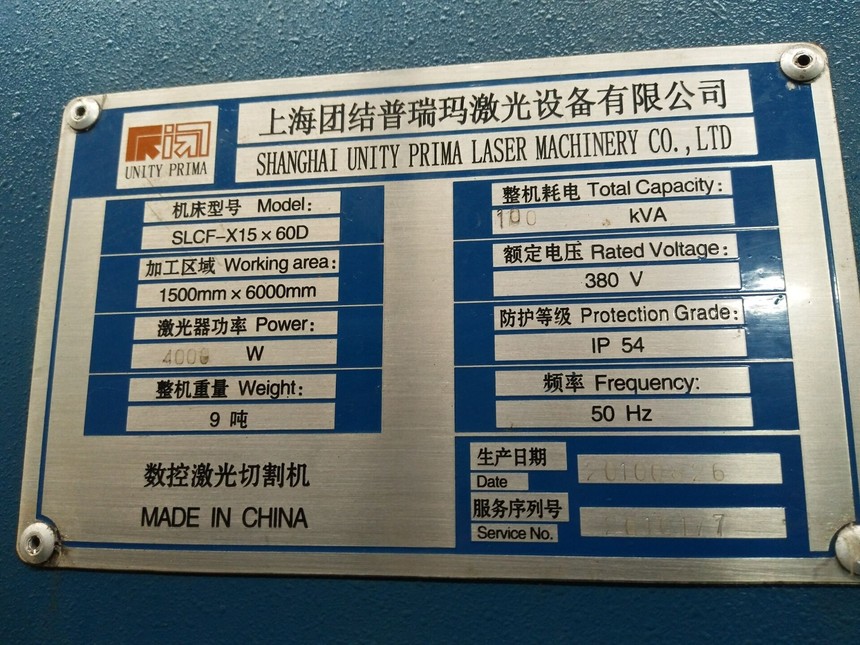 UNITY PRIMA
上海团结普瑞玛激光设备有限公司
SHANGHAI UNITY PRIMA LASER MACHINERY CO.,LTD
机床型号 Model:
SLCF-X15×60D
加工区域 Working area:
1500mm×6000mm
激光器功率 Power:
4000 W
整机重量 Weight:
9 吨
数控激光切割机
MADE IN CHINA
整机耗电 Total Capacity:
100 kVA
额定电压 Rated Voltage:
380 V
防护等级 Protection Grade:
IP 54
频率 Frequency:
50 Hz
生产日期
Date
服务序列号
Service No.